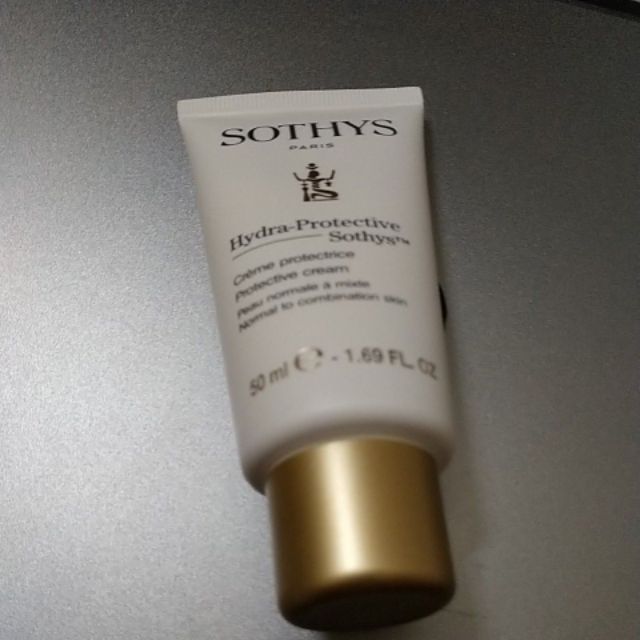 SOTHYS
PARIS
Hydra-Protective
Sothys™
Crème protectrice
Protective cream
Peau normale à mixte
Normal to combination skin
50 ml ℮ - 1.69 FL. OZ